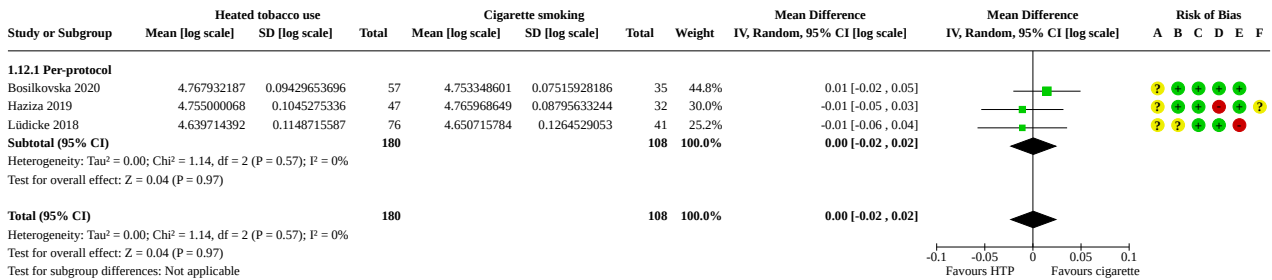 Heated tobacco use Cigarette smoking Mean Difference Mean Difference Risk of Bias
Study or Subgroup Mean [log scale] SD [log scale] Total Mean [log scale] SD [log scale] Total Weight IV, Random, 95% CI [log scale] IV, Random, 95% CI [log scale] A B C D E F
1.12.1 Per-protocol
Bosilkovska 2020 4.767932187 0.09429653696 57 4.753348601 0.07515928186 35 44.8% 0.01 [-0.02 , 0.05] ? + + + +
Haziza 2019 4.755000068 0.1045275336 47 4.765968649 0.08795633244 32 30.0% -0.01 [-0.05 , 0.03] ? + + - + ?
Lüdicke 2018 4.639714392 0.1148715587 76 4.650715784 0.1264529053 41 25.2% -0.01 [-0.06 , 0.04] ? ? + + -
Subtotal (95% CI) 180 108 100.0% 0.00 [-0.02 , 0.02]
Heterogeneity: Tau² = 0.00; Chi² = 1.14, df = 2 (P = 0.57); I² = 0%
Test for overall effect: Z = 0.04 (P = 0.97)
Total (95% CI) 180 108 100.0% 0.00 [-0.02 , 0.02]
Heterogeneity: Tau² = 0.00; Chi² = 1.14, df = 2 (P = 0.57); I² = 0%
Test for overall effect: Z = 0.04 (P = 0.97)
-0.1 -0.05 0 0.05 0.1
Test for subgroup differences: Not applicable Favours HTP Favours cigarette